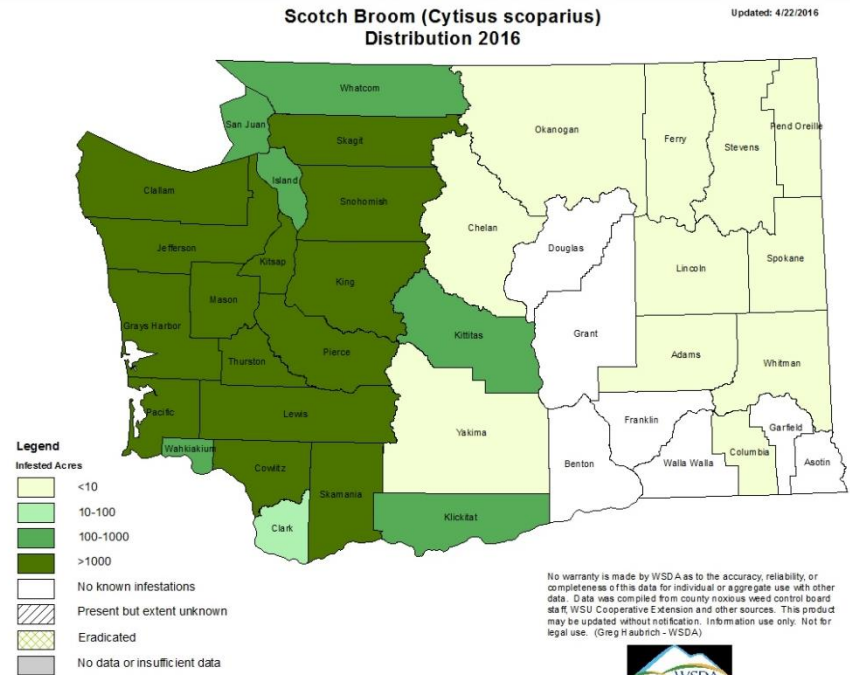 Scotch Broom (Cytisus scoparius)
Distribution 2016
Updated: 4/22/2016
Whatcom
San Juan
Skagit
Okanogan
Ferry
Stevens
Pend Oreille
Island
Clallam
Snohomish
Chelan
Jefferson
Kitsap
Douglas
Lincoln
Spokane
King
Mason
Grays Harbor
Kittitas
Grant
Thurston
Pierce
Adams
Whitman
Pacific
Lewis
Yakima
Franklin
Garfield
Wahkiakium
Cowlitz
Skamania
Benton
Walla Walla
Columbia
Asotin
Clark
Klickitat
Legend
Infested Acres
<10
10-100
100-1000
>1000
No known infestations
Present but extent unknown
Eradicated
No data or insufficient data
No warranty is made by WSDA as to the accuracy, reliability, or
completeness of this data for individual or aggregate use with other
data. Data was compiled from county noxious weed control board
staff, WSU Cooperative Extension and other sources. This product
may be updated without notification. Information use only. Not for
legal use. (Greg Haubrich - WSDA)
WSDA